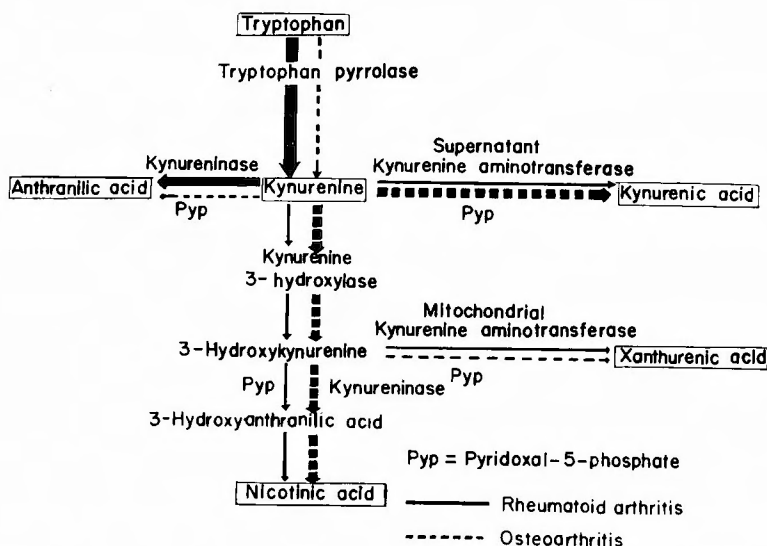 Tryptophan
Tryptophan pyrrolase
Supernatant
Kynureninase
Kynurenine aminotransferase
Anthranilic acid
Kynurenine
Kynurenic acid
Pyp
Pyp
Kynurenine
3-hydroxylase
Mitochondrial
Kynurenine aminotransferase
3-Hydroxykynurenine
Xanthurenic acid
Pyp
Kynureninase
Pyp
3-Hydroxyanthranilic acid
Pyp = Pyridoxal-5-phosphate
Nicotinic acid
Rheumatoid arthritis
Osteoarthritis